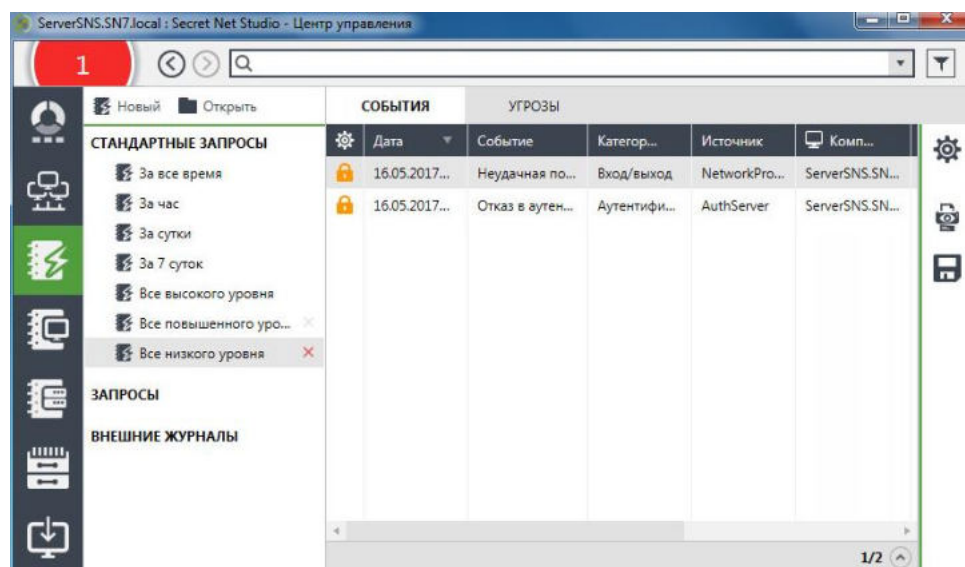 ServerSNS.SN7.local : Secret Net Studio - Центр управления
1
Новый Открыть
СОБЫТИЯ УГРОЗЫ
СТАНДАРТНЫЕ ЗАПРОСЫ
За все время
За час
За сутки
За 7 суток
Все высокого уровня
Все повышенного уро...
Все низкого уровня
ЗАПРОСЫ
ВНЕШНИЕ ЖУРНАЛЫ
Дата Событие Категор... Источник Комп...
16.05.2017... Неудачная по... Вход/выход NetworkPro... ServerSNS.SN...
16.05.2017... Отказ в аутен... Аутентифи... AuthServer ServerSNS.SN...
1/2